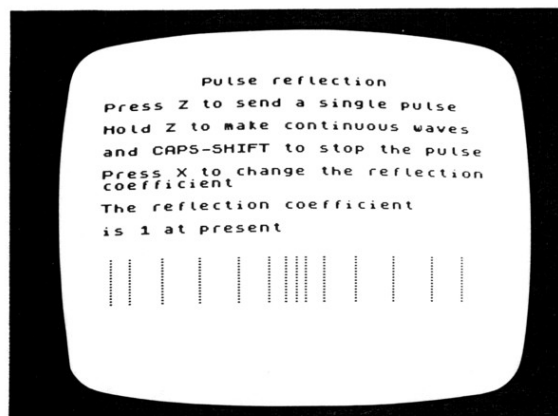 Pulse reflection
Press Z to send a single pulse
Hold Z to make continuous waves
and CAPS-SHIFT to stop the pulse
Press X to change the reflection
coefficient
The reflection coefficient
is 1 at present